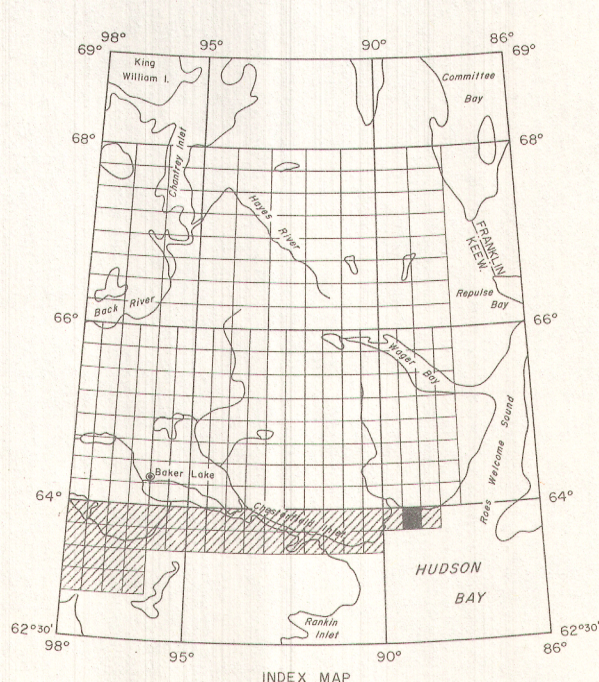 98°
95°
90°
86°
69°
69°
King
William I.
Committee
Bay
68°
68°
Chantrey Inlet
Hayes River
FRANKLIN
KEEW.
Back River
Repulse
Bay
66°
66°
Wager Bay
Roes Welcome Sound
Baker Lake
64°
64°
Chesterfield Inlet
HUDSON
BAY
Rankin
Inlet
62°30'
62°30'
98°
95°
90°
86°
INDEX MAP